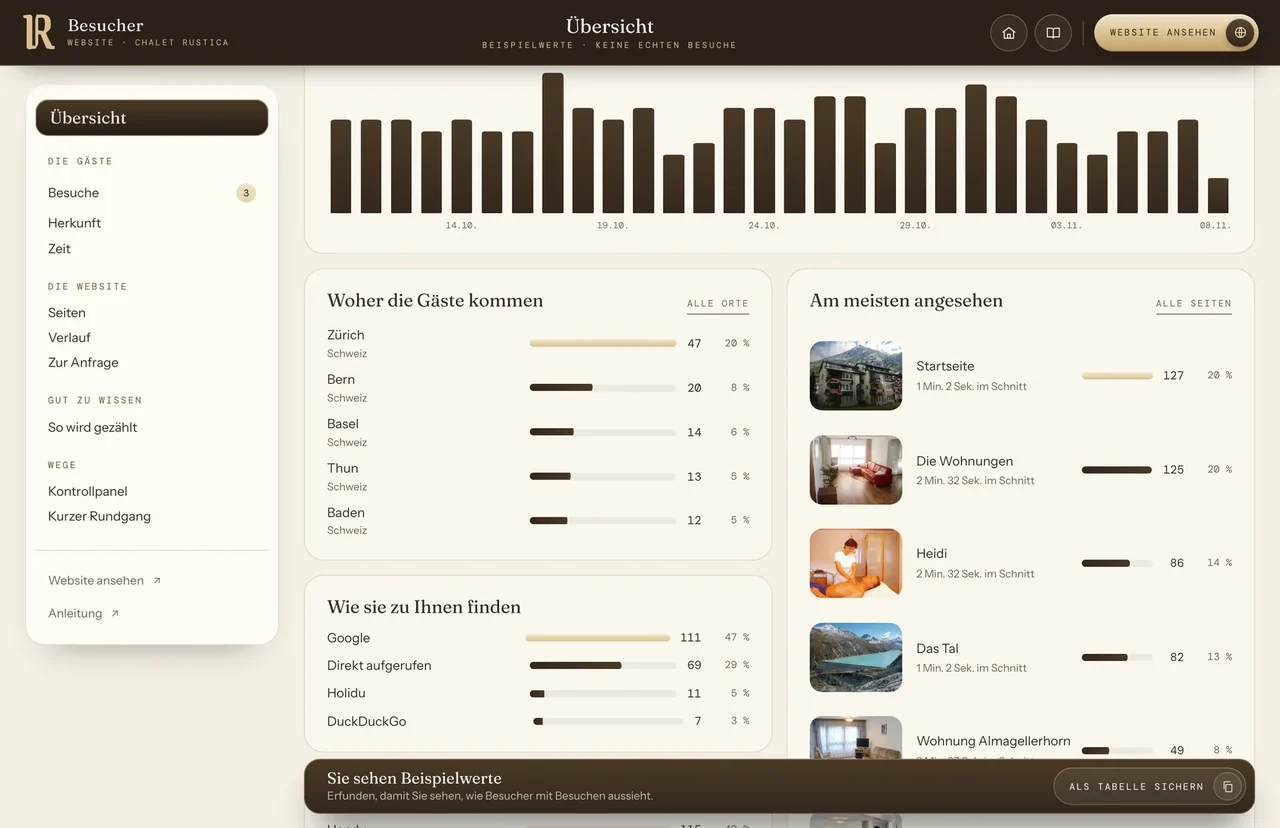 R
Besucher
WEBSITE · CHALET RUSTICA
Übersicht
BEISPIELWERTE · KEINE ECHTEN BESUCHE
WEBSITE ANSEHEN
Übersicht
DIE GÄSTE
Besuche 3
Herkunft
Zeit
DIE WEBSITE
Seiten
Verlauf
Zur Anfrage
GUT ZU WISSEN
So wird gezählt
WEGE
Kontrollpanel
Kurzer Rundgang
Website ansehen
Anleitung
14.10. 19.10. 24.10. 29.10. 03.11. 08.11.
Woher die Gäste kommen ALLE ORTE
Zürich 47 20 %
Schweiz
Bern 20 8 %
Schweiz
Basel 14 6 %
Schweiz
Thun 13 5 %
Schweiz
Baden 12 5 %
Schweiz
Wie sie zu Ihnen finden
Google 111 47 %
Direkt aufgerufen 69 29 %
Holidu 11 5 %
DuckDuckGo 7 3 %
Am meisten angesehen ALLE SEITEN
Startseite 127 20 %
1 Min. 2 Sek. im Schnitt
Die Wohnungen 125 20 %
2 Min. 32 Sek. im Schnitt
Heidi 86 14 %
2 Min. 32 Sek. im Schnitt
Das Tal 82 13 %
1 Min. 2 Sek. im Schnitt
Wohnung Almagellerhorn 49 8 %
Sie sehen Beispielwerte
Erfunden, damit Sie sehen, wie Besucher mit Besuchen aussieht.
ALS TABELLE SICHERN